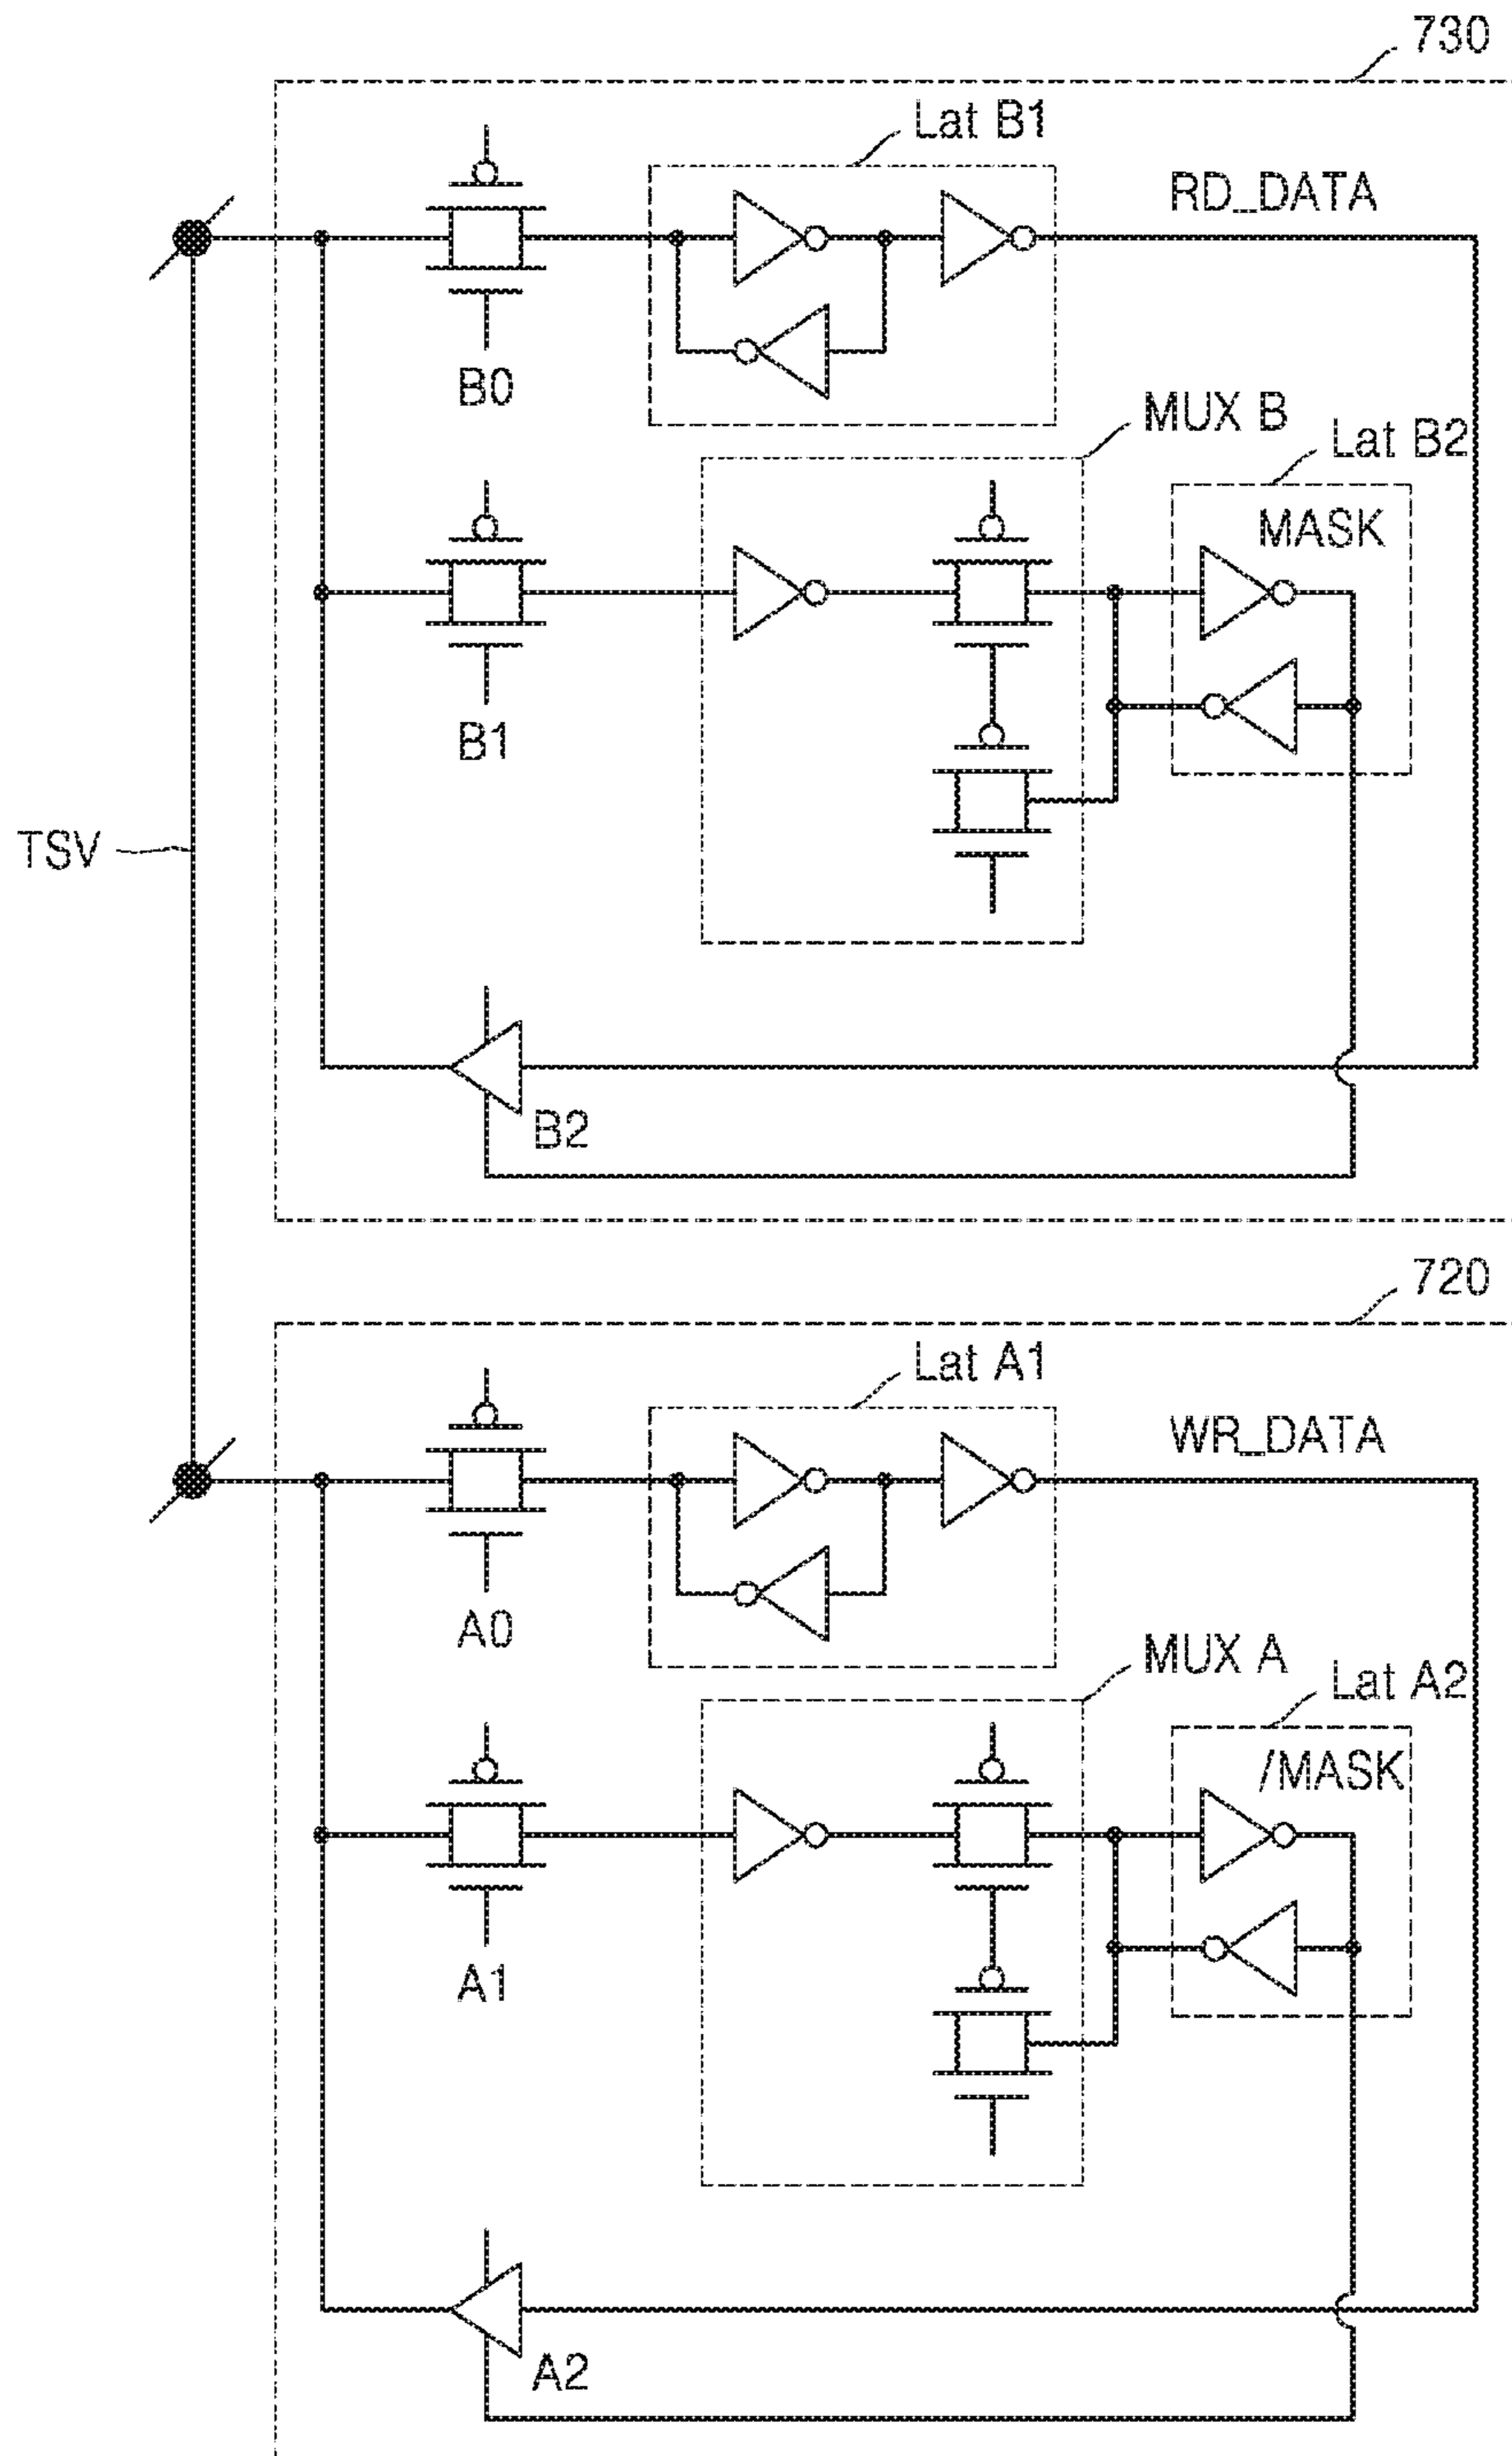 730
Lat B1
RD_DATA
B0
MUX B
Lat B2
MASK
B1
TSV
B2
720
Lat A1
WR_DATA
A0
MUX A
Lat A2
/MASK
A1
A2